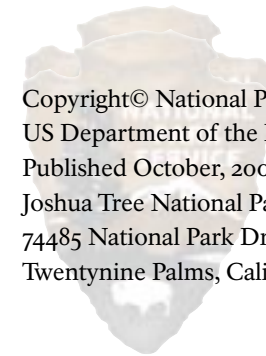 Copyright© National P
US Department of the
Published October, 200
Joshua Tree National Pa
74485 National Park Dr
Twentynine Palms, Cali